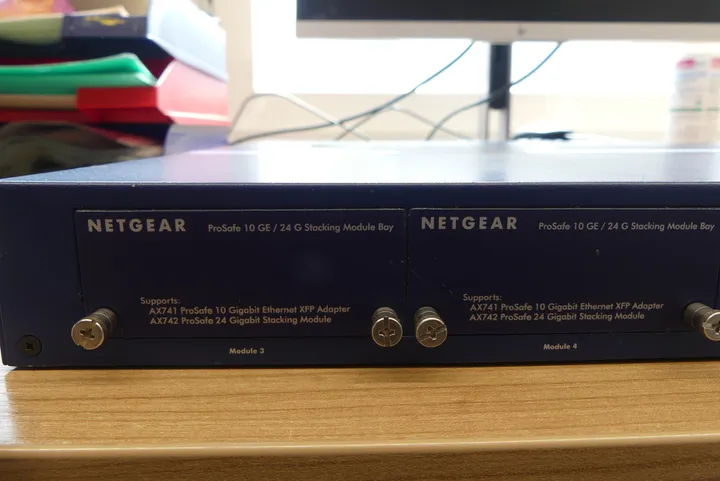 NETGEAR ProSafe 10 GE / 24 G Stacking Module Bay
Supports:
AX741 ProSafe 10 Gigabit Ethernet XFP Adapter
AX742 ProSafe 24 Gigabit Stacking Module
Module 3
NETGEAR ProSafe 10 GE / 24 G Stacking Module Bay
Supports:
AX741 ProSafe 10 Gigabit Ethernet XFP Adapter
AX742 ProSafe 24 Gigabit Stacking Module
Module 4